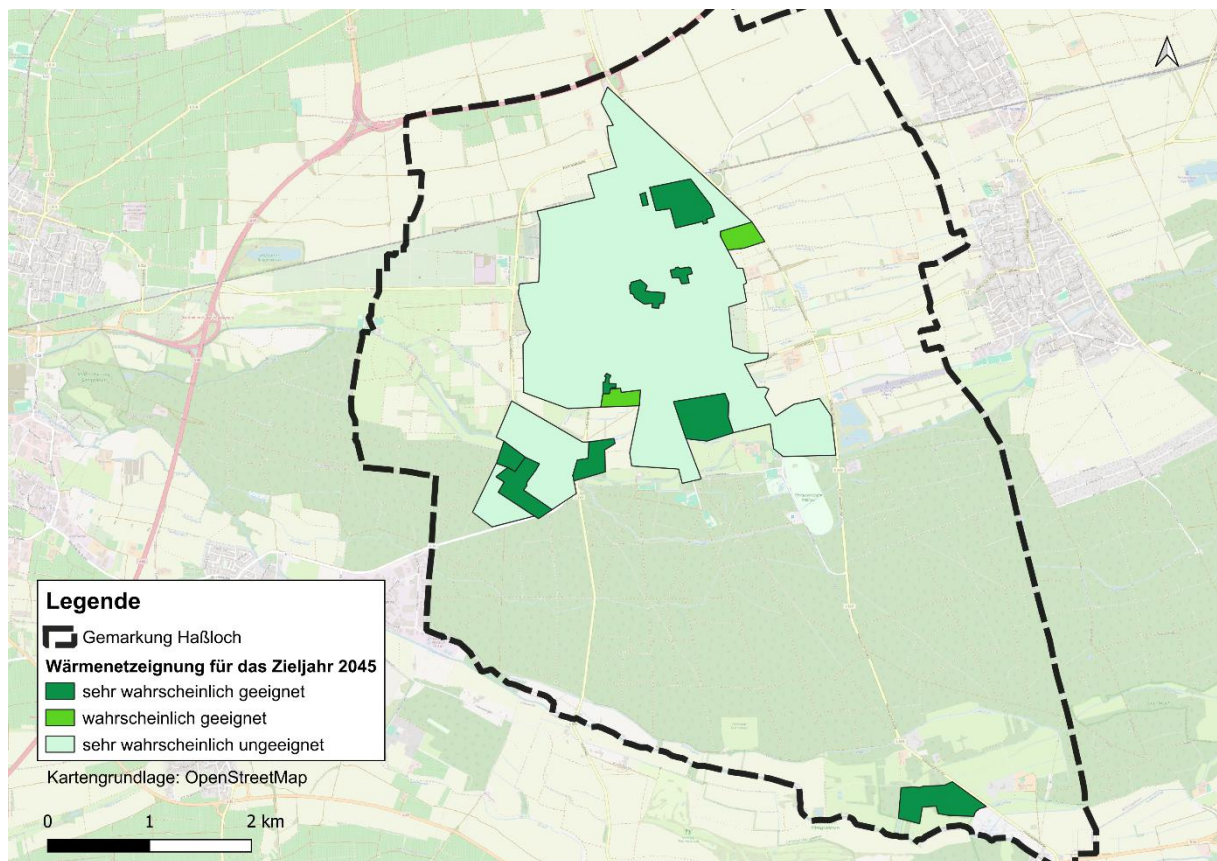 Legende
Gemarkung Haßloch
Wärmenetzeignung für das Zieljahr 2045
sehr wahrscheinlich geeignet
wahrscheinlich geeignet
sehr wahrscheinlich ungeeignet
Kartengrundlage: OpenStreetMap
0 1 2 km